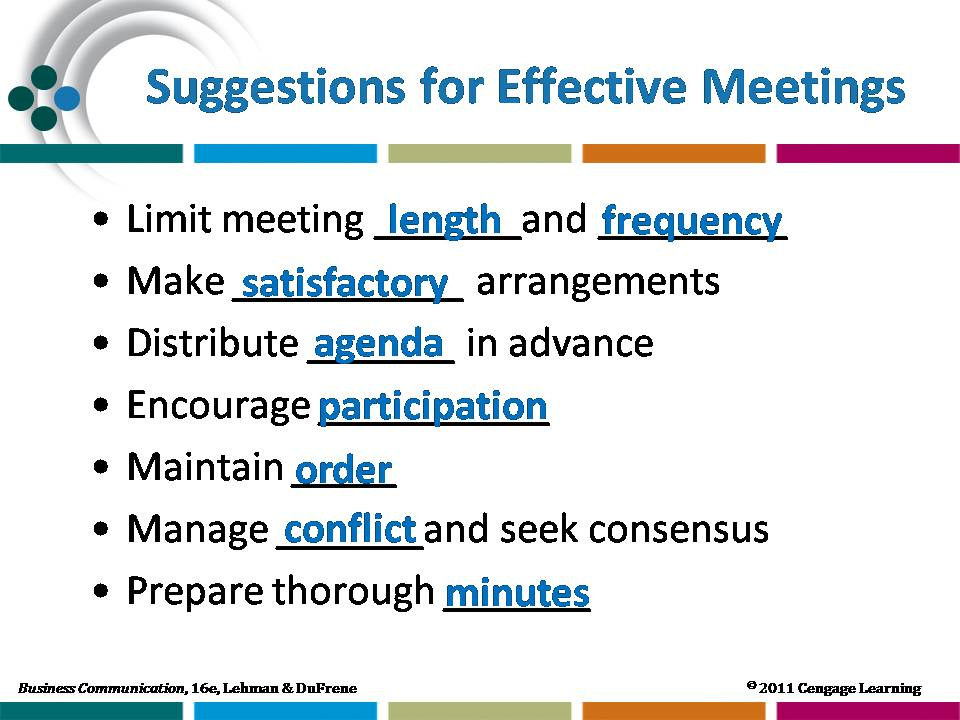 Suggestions for Effective Meetings
• Limit meeting length and frequency
• Make satisfactory arrangements
• Distribute agenda in advance
• Encourage participation
• Maintain order
• Manage conflict and seek consensus
• Prepare thorough minutes
Business Communication, 16e, Lehman & DuFrene
© 2011 Cengage Learning